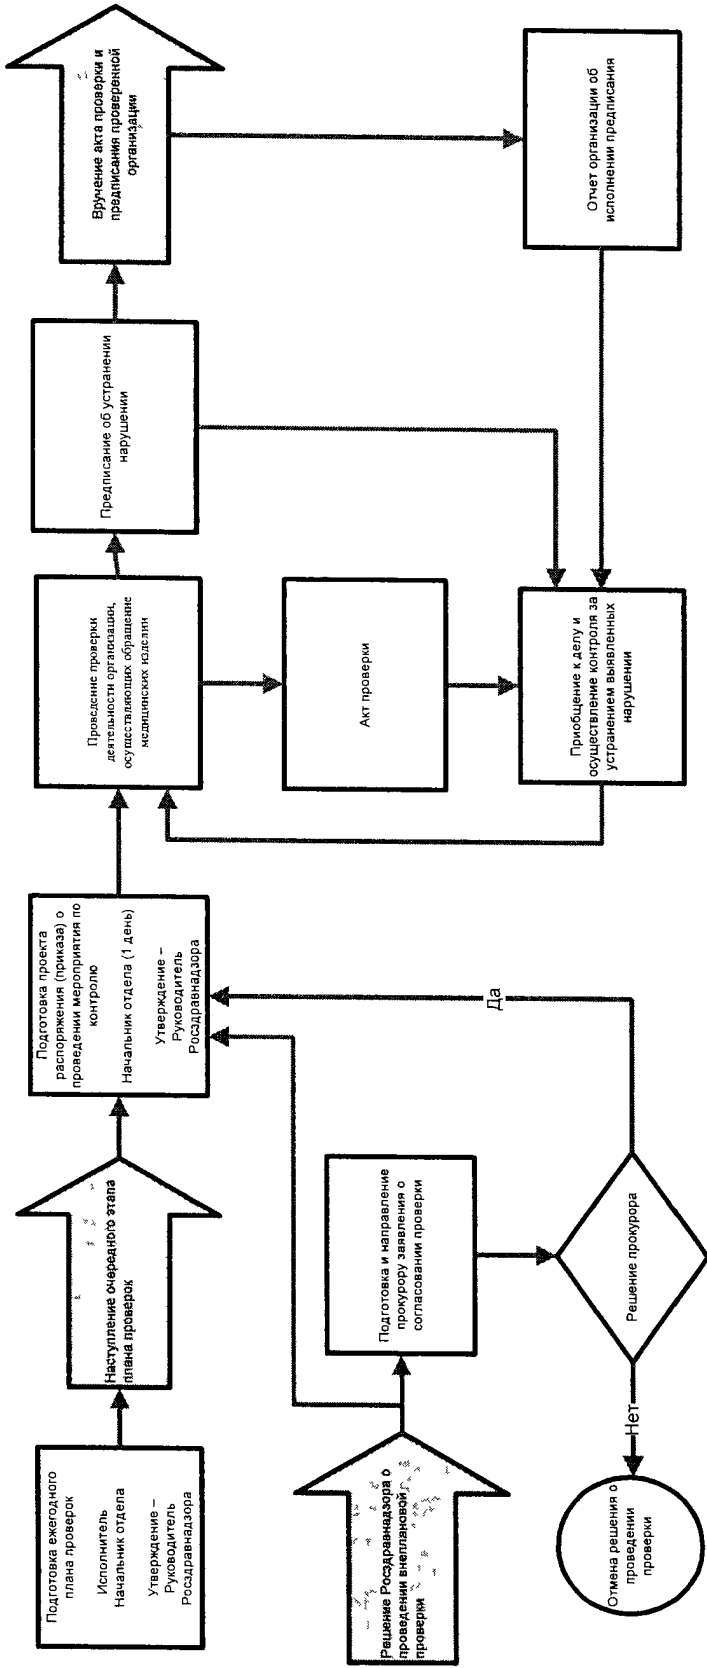 Подготовка ежегодного
плана проверок
Исполнитель
Начальник отдела
Утверждение –
Руководитель
Росздравнадзора
Наступление очередного этапа
плана проверок
Подготовка проекта
распоряжения (приказа) о
проведении мероприятия по
контролю
Начальник отдела (1 день)
Утверждение –
Руководитель
Росздравнадзора
Проведение проверки
деятельности организации,
осуществляющих обращение
медицинских изделии
Предписание об устранении
нарушении
Вручение акта проверки и
предписания проверенной
организации
Решение Росздравнадзора о
проведении внеплановой
проверки
Подготовка и направление
прокурору заявления о
согласовании проверки
Акт проверки
Отмена решения о
проведении
проверки
Нет
Решение прокурора
Да
Приобщение к делу и
осуществление контроля за
устранением выявленных
нарушении
Отчет организации об
исполнении предписания